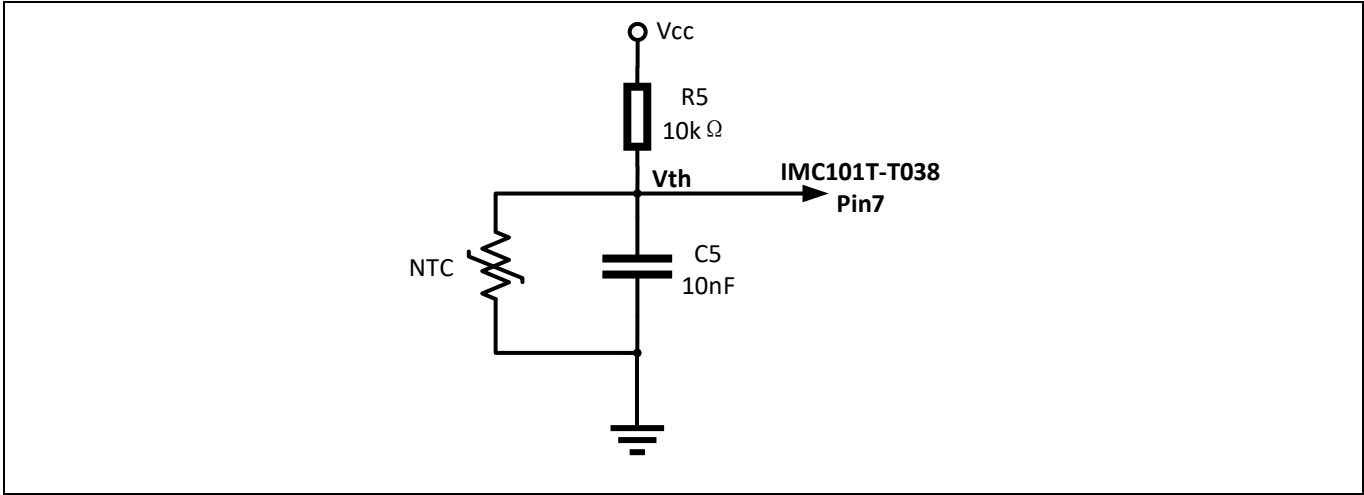 Vcc
R5
10k Ω
Vth
IMC101T-T038
Pin7
NTC
C5
10nF